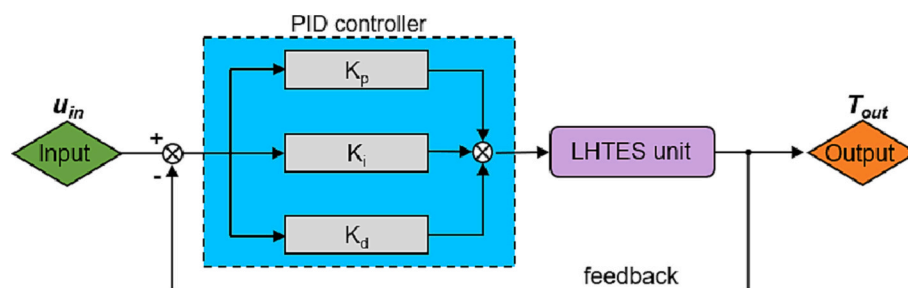 PID controller
u_in
T_out
K_p
+
Input
K_i
LHTES unit
Output
-
K_d
feedback